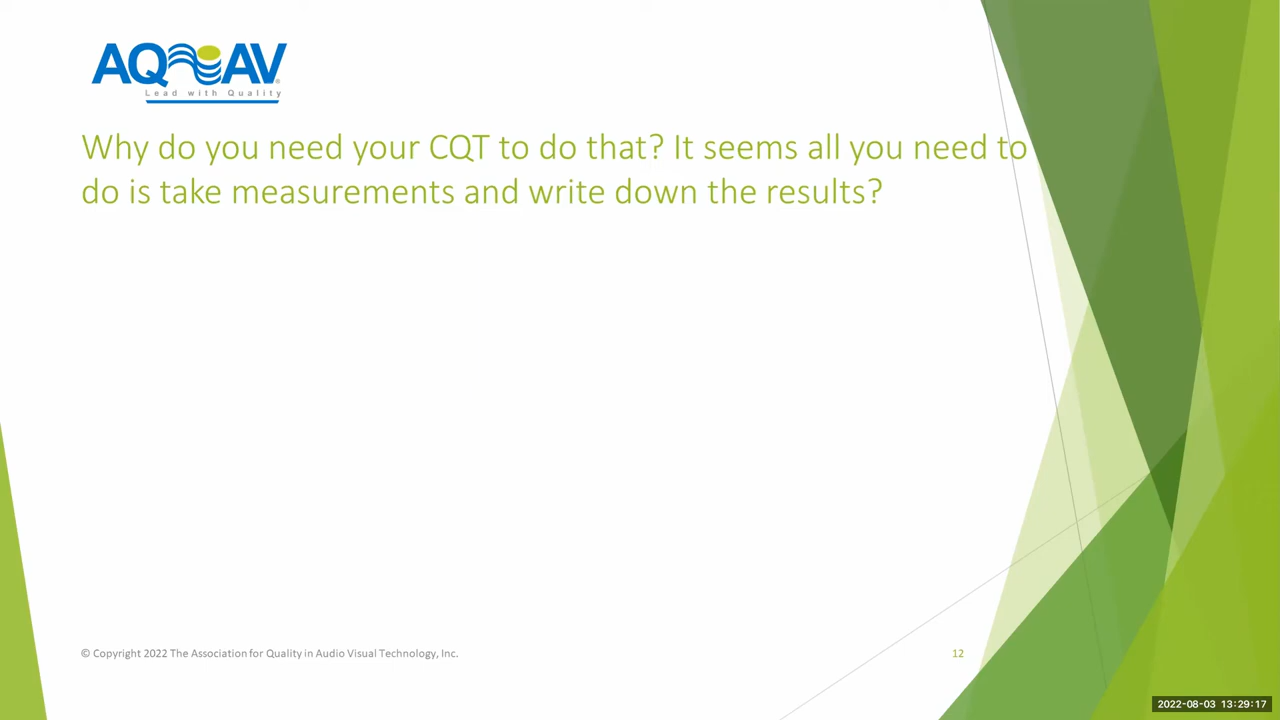 AQAV
Lead with Quality
Why do you need your CQT to do that? It seems all you need to
do is take measurements and write down the results?
© Copyright 2022 The Association for Quality in Audio Visual Technology, Inc.
12
2022-08-03 13:29:17